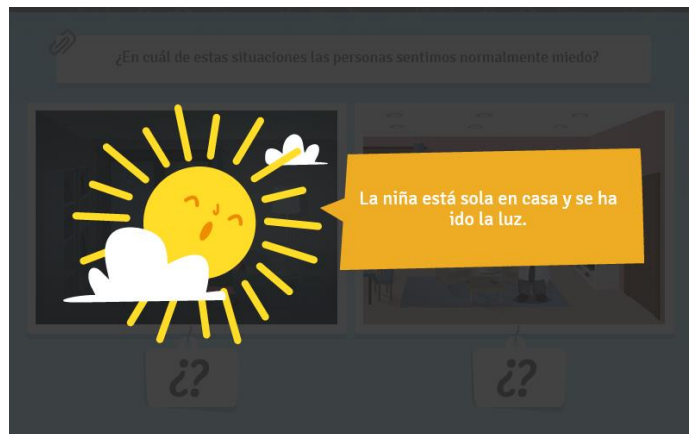 ¿En cuál de estas situaciones las personas sentimos normalmente miedo?
La niña está sola en casa y se ha
ido la luz.
¿? ¿?